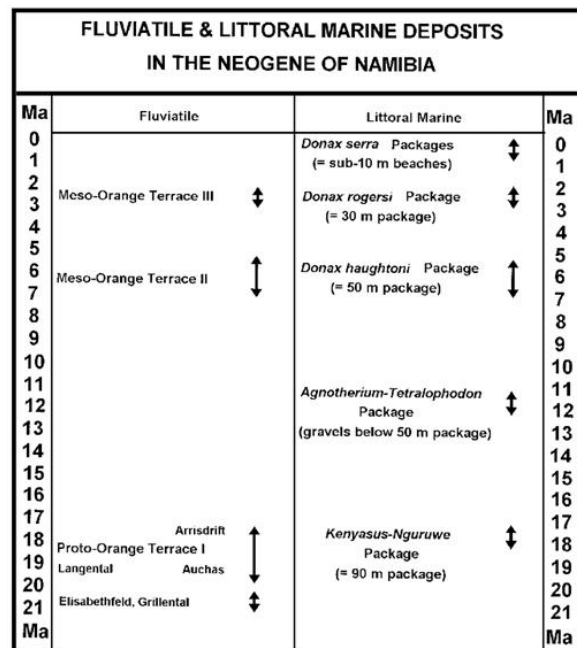 FLUVIATILE & LITTORAL MARINE DEPOSITS
IN THE NEOGENE OF NAMIBIA
Ma Fluviatile Littoral Marine Ma
0 Donax serra Packages 0
1 (= sub-10 m beaches) 1
2 Meso-Orange Terrace III Donax rogersi Package 2
3 (= 30 m package) 3
4 4
5 5
6 Meso-Orange Terrace II Donax haughtoni Package 6
7 (= 50 m package) 7
8 8
9 9
10 10
11 Agnotherium-Tetralophodon 11
12 Package 12
13 (gravels below 50 m package) 13
14 14
15 15
16 16
17 Arrisdrift Kenyasus-Nguruwe 17
18 Proto-Orange Terrace I Package 18
19 Langental Auchas (= 90 m package) 19
20 20
21 Elisabethfeld, Grillental 21
Ma Ma